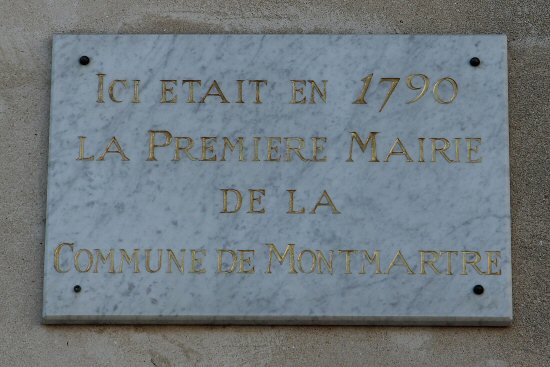 ICI ETAIT EN 1790
LA PREMIERE MAIRIE
DE LA
COMMUNE DE MONTMARTRE